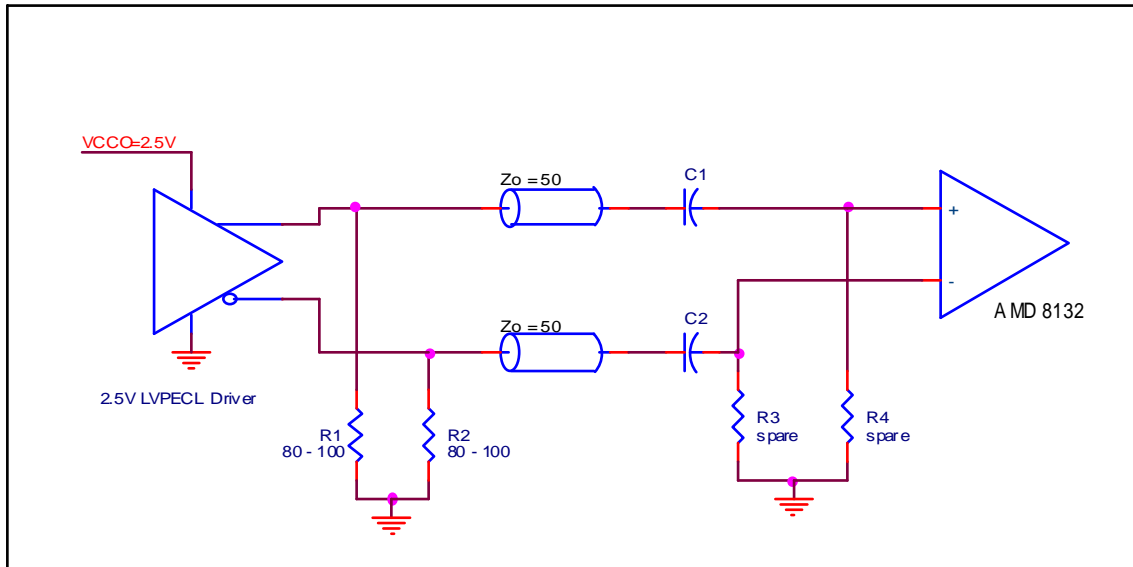 VCCO=2.5V
Zo = 50
C1
+
-
AMD 8132
Zo = 50
C2
2.5V LVPECL Driver
R1
80 - 100
R2
80 - 100
R3
spare
R4
spare